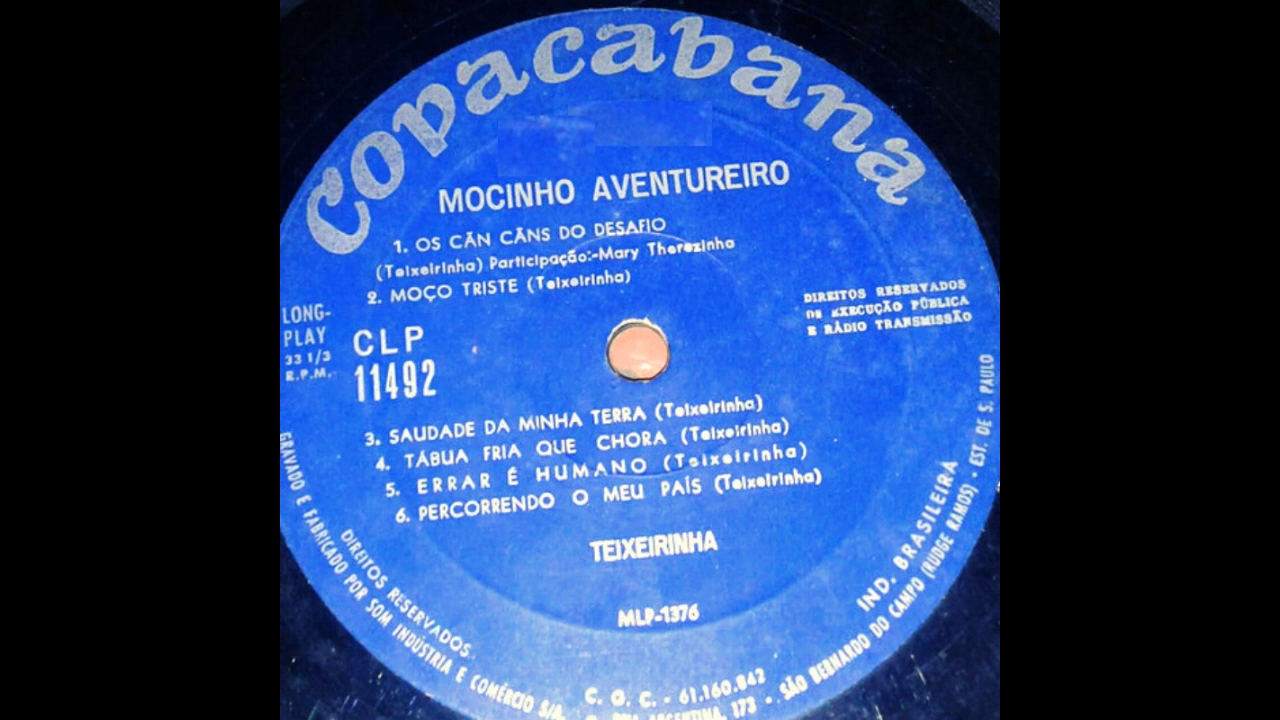 Copacabana
MOCINHO AVENTUREIRO
1. OS CÃN CÃNS DO DESAFIO
(Teixeirinha) Participação:-Mary Therezinha
2. MOÇO TRISTE (Teixeirinha)
LONG-
PLAY
33 1/3
R.P.M.
CLP
11492
DIREITOS RESERVADOS
DE EXECUÇÃO PÚBLICA
E RÁDIO TRANSMISSÃO
3. SAUDADE DA MINHA TERRA (Teixeirinha)
4. TÁBUA FRIA QUE CHORA (Teixeirinha)
5. ERRAR É HUMANO (Teixeirinha)
6. PERCORRENDO O MEU PAÍS (Teixeirinha)
TEIXEIRINHA
MLP-1376
DIREITOS RESERVADOS
IND. BRASILEIRA
C. G. C. - 61.160.842
GRAVADO E FABRICADO POR SOM INDÚSTRIA E COMÉRCIO S/A. ARGENTINA, 173 - SÃO BERNARDO DO CAMPO (RUDGE RAMOS) - EST. DE S. PAULO